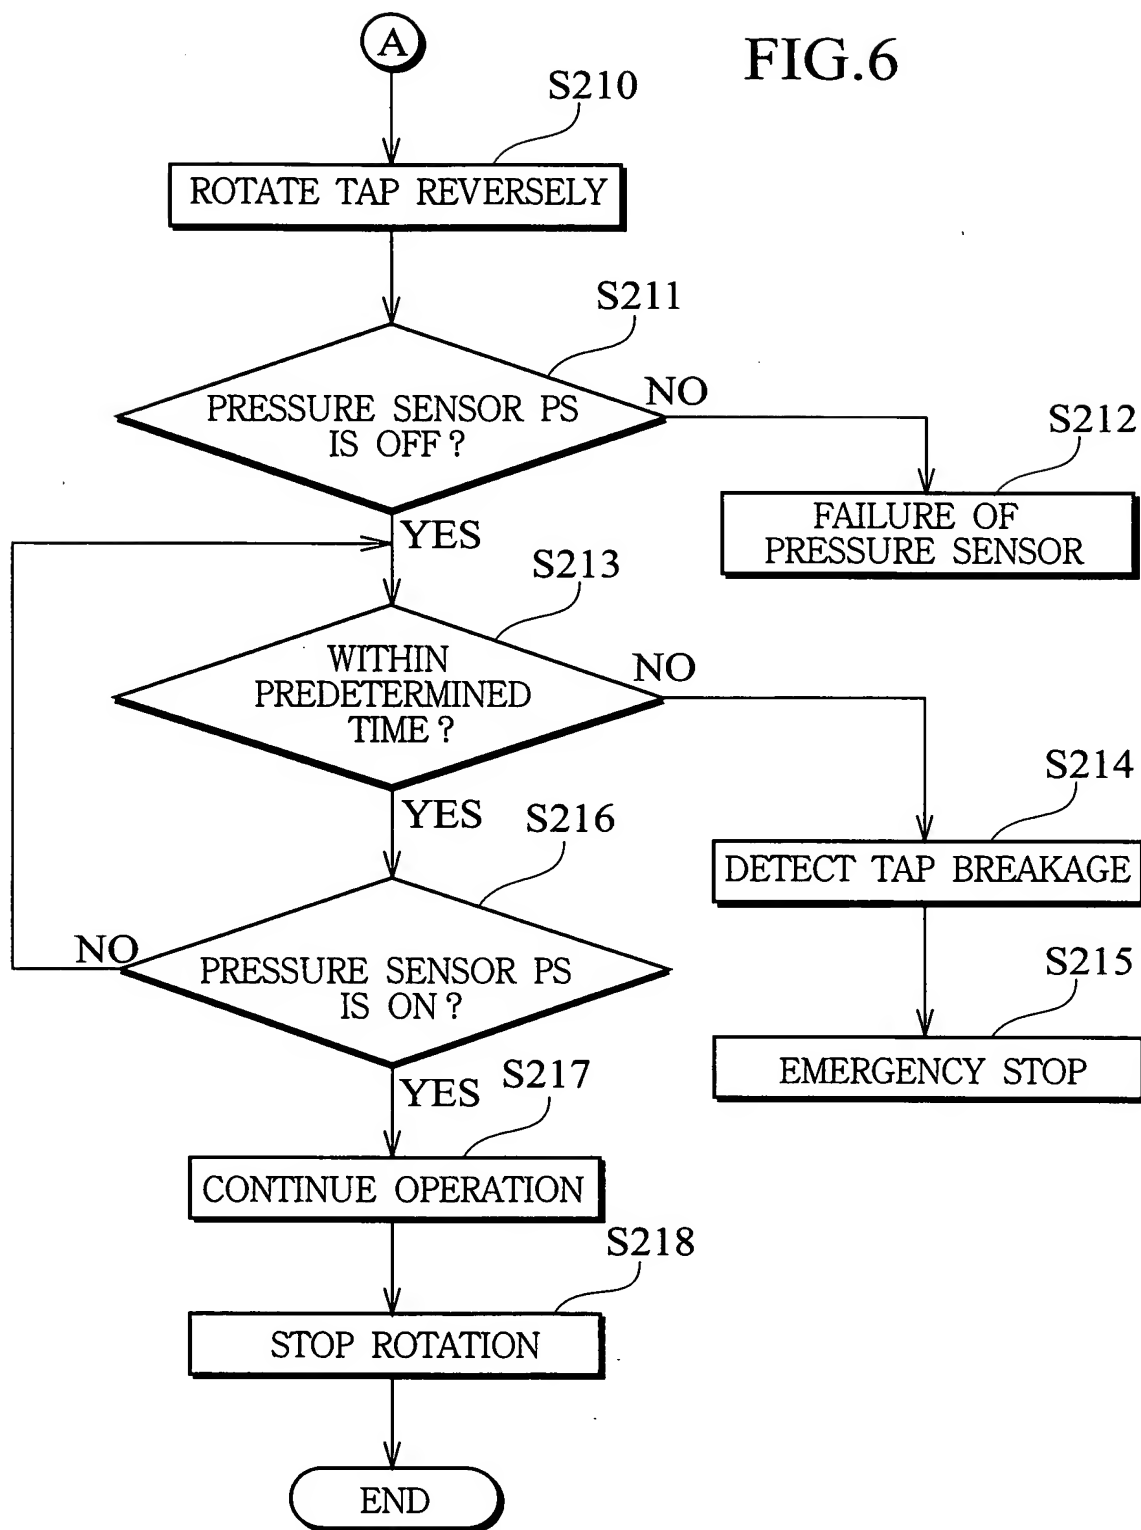 A
FIG.6
S210
ROTATE TAP REVERSELY
S211
PRESSURE SENSOR PS
IS OFF?
NO
S212
FAILURE OF
PRESSURE SENSOR
YES
S213
WITHIN
PREDETERMINED
TIME?
NO
S214
DETECT TAP BREAKAGE
S215
EMERGENCY STOP
YES
S216
PRESSURE SENSOR PS
IS ON?
NO
YES
S217
CONTINUE OPERATION
S218
STOP ROTATION
END